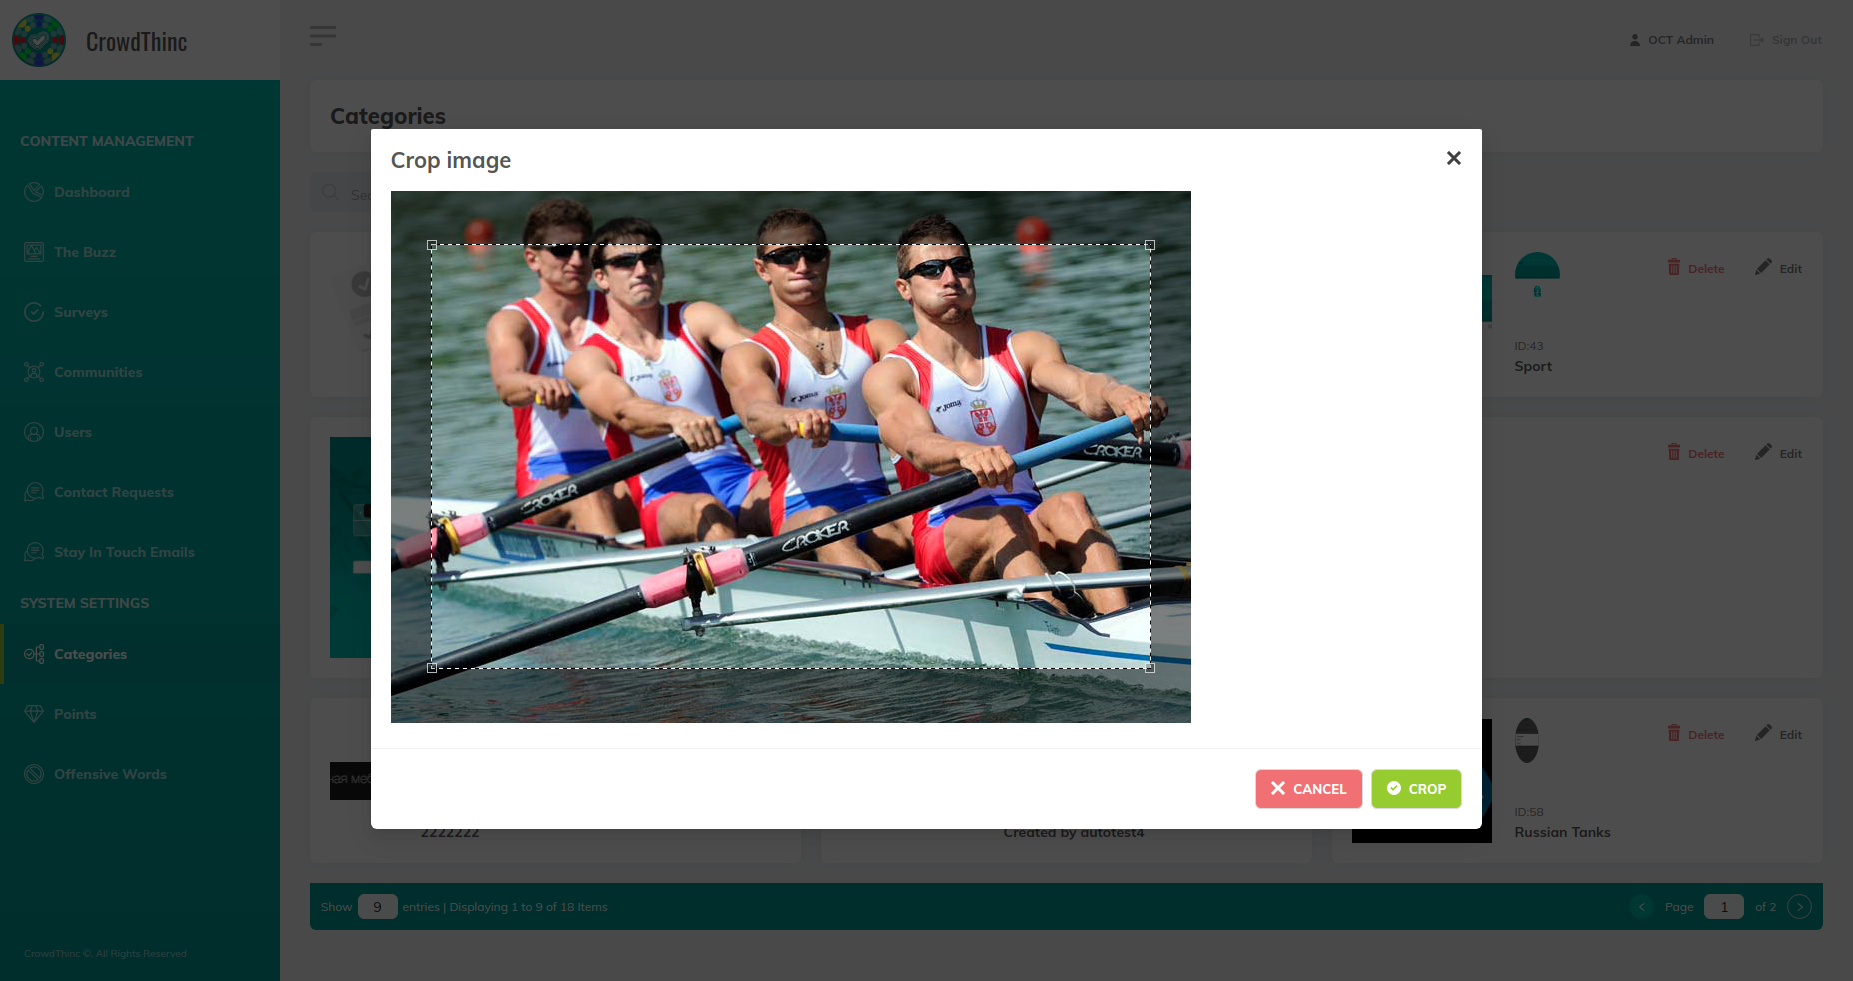 CrowdThinc
OCT Admin
Sign Out
CONTENT MANAGEMENT
Dashboard
The Buzz
Surveys
Communities
Users
Contact Requests
Stay In Touch Emails
SYSTEM SETTINGS
Categories
Points
Offensive Words
CrowdThinc ©. All Rights Reserved
Categories
Crop image
Joma
Joma
CROKER
CROKER
CROKER
CANCEL
CROP
Delete
Edit
ID:43
Sport
Delete
Edit
Delete
Edit
ID:58
Russian Tanks
2222222
Created by autotest4
Show 9 entries | Displaying 1 to 9 of 18 Items
Page 1 of 2